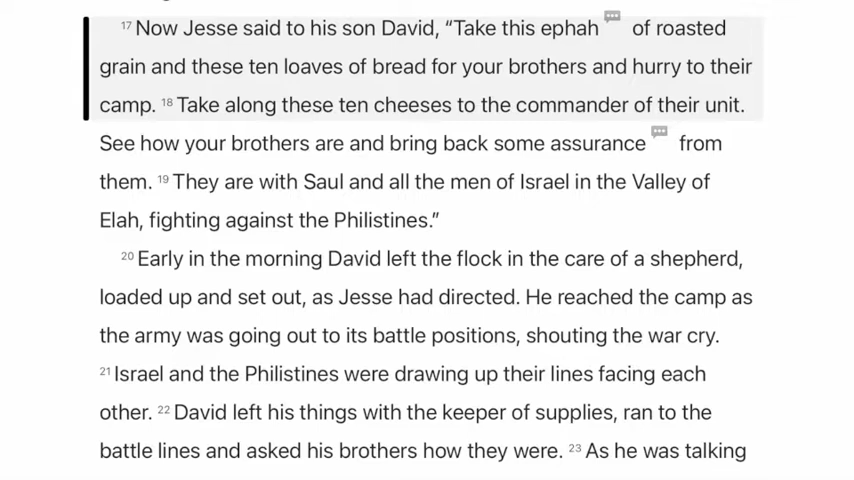 17 Now Jesse said to his son David, “Take this ephah of roasted
grain and these ten loaves of bread for your brothers and hurry to their
camp. 18 Take along these ten cheeses to the commander of their unit.
See how your brothers are and bring back some assurance from
them. 19 They are with Saul and all the men of Israel in the Valley of
Elah, fighting against the Philistines.”
20 Early in the morning David left the flock in the care of a shepherd,
loaded up and set out, as Jesse had directed. He reached the camp as
the army was going out to its battle positions, shouting the war cry.
21 Israel and the Philistines were drawing up their lines facing each
other. 22 David left his things with the keeper of supplies, ran to the
battle lines and asked his brothers how they were. 23 As he was talking